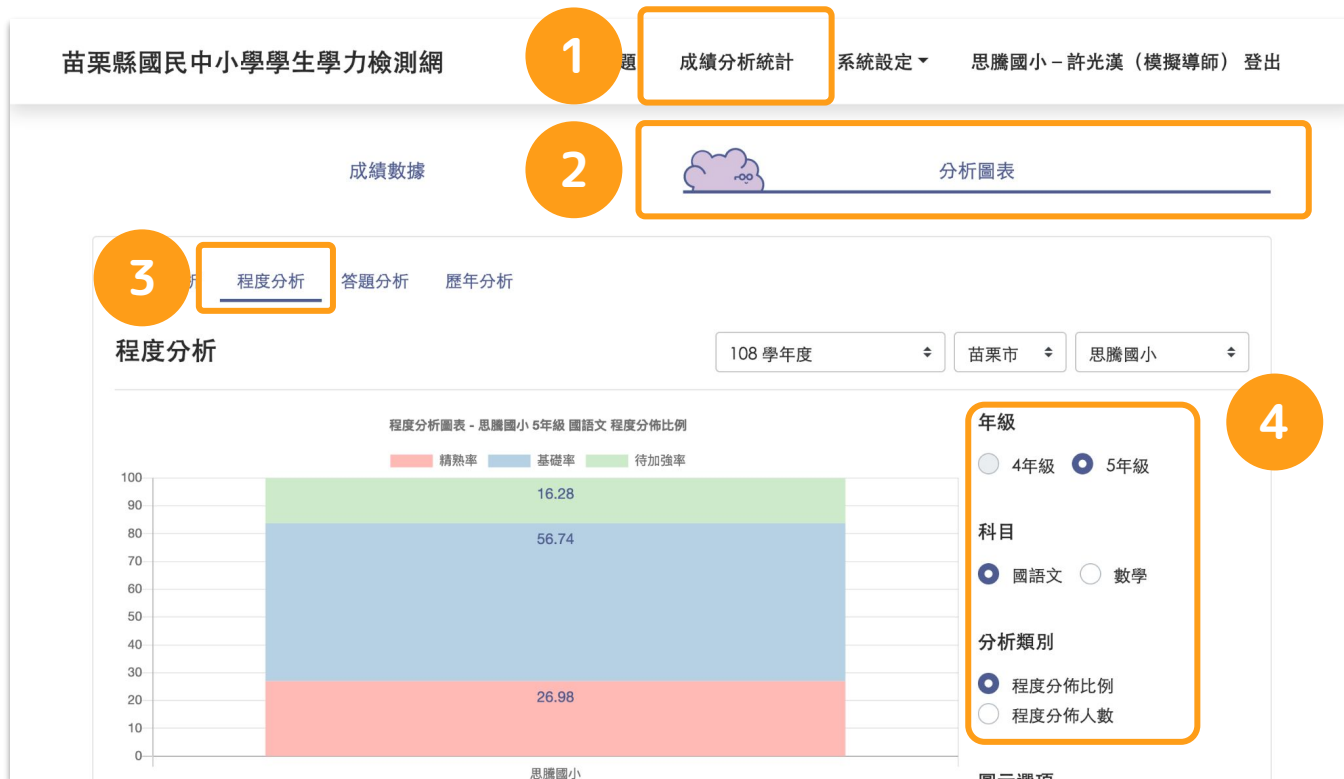 苗栗縣國民中小學學生學力檢測網 1 題 成績分析統計 系統設定 思騰國小 – 許光漢（模擬導師） 登出
成績數據 2 分析圖表
3 析 程度分析 答題分析 歷年分析
程度分析 108 學年度 苗栗市 思騰國小
4
程度分析圖表 - 思騰國小 5年級 國語文 程度分佈比例
精熟率 基礎率 待加強率
100
90
80
70
60
50
40
30
20
10
0
16.28
56.74
26.98
思騰國小
年級
4年級 5年級
科目
國語文 數學
分析類別
程度分佈比例
程度分佈人數